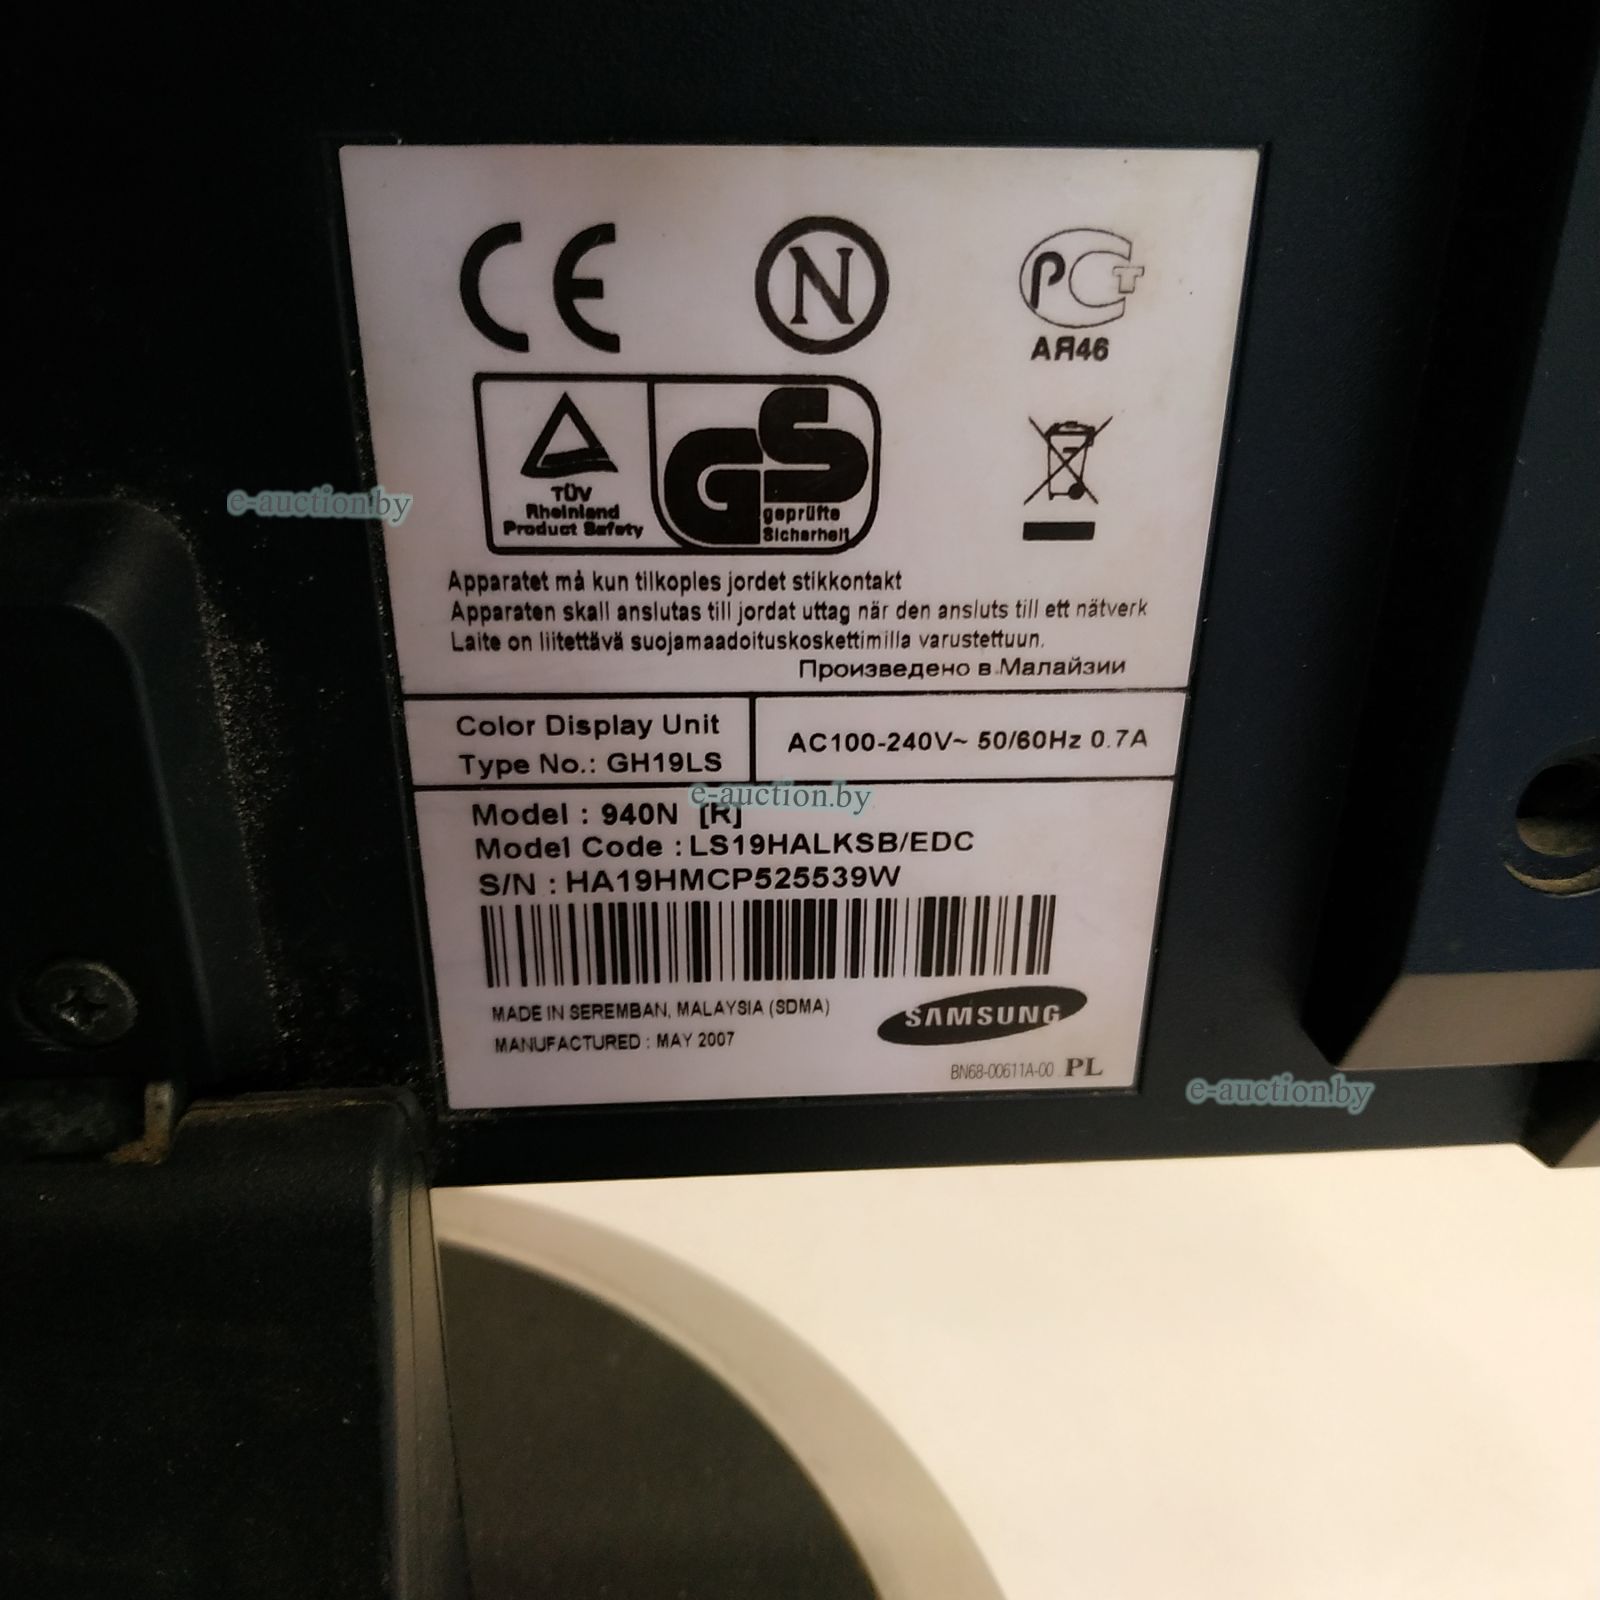 CE
N
PCT
АЯ46
TÜV
Rheinland
Product Safety
GS
geprüfte
Sicherheit
e-auction.by
Apparatet må kun tilkoples jordet stikkontakt
Apparaten skall anslutas till jordat uttag när den ansluts till ett nätverk
Laite on liitettävä suojamaadoituskoskettimilla varustettuun.
Произведено в Малайзии
Color Display Unit
Type No.: GH19LS
AC100-240V~ 50/60Hz 0.7A
e-auction.by
Model : 940N [R]
Model Code : LS19HALKSB/EDC
S/N : HA19HMCP525539W
MADE IN SEREMBAN, MALAYSIA (SDMA)
MANUFACTURED : MAY 2007
SAMSUNG
BN68-00611A-00 PL
e-auction.by